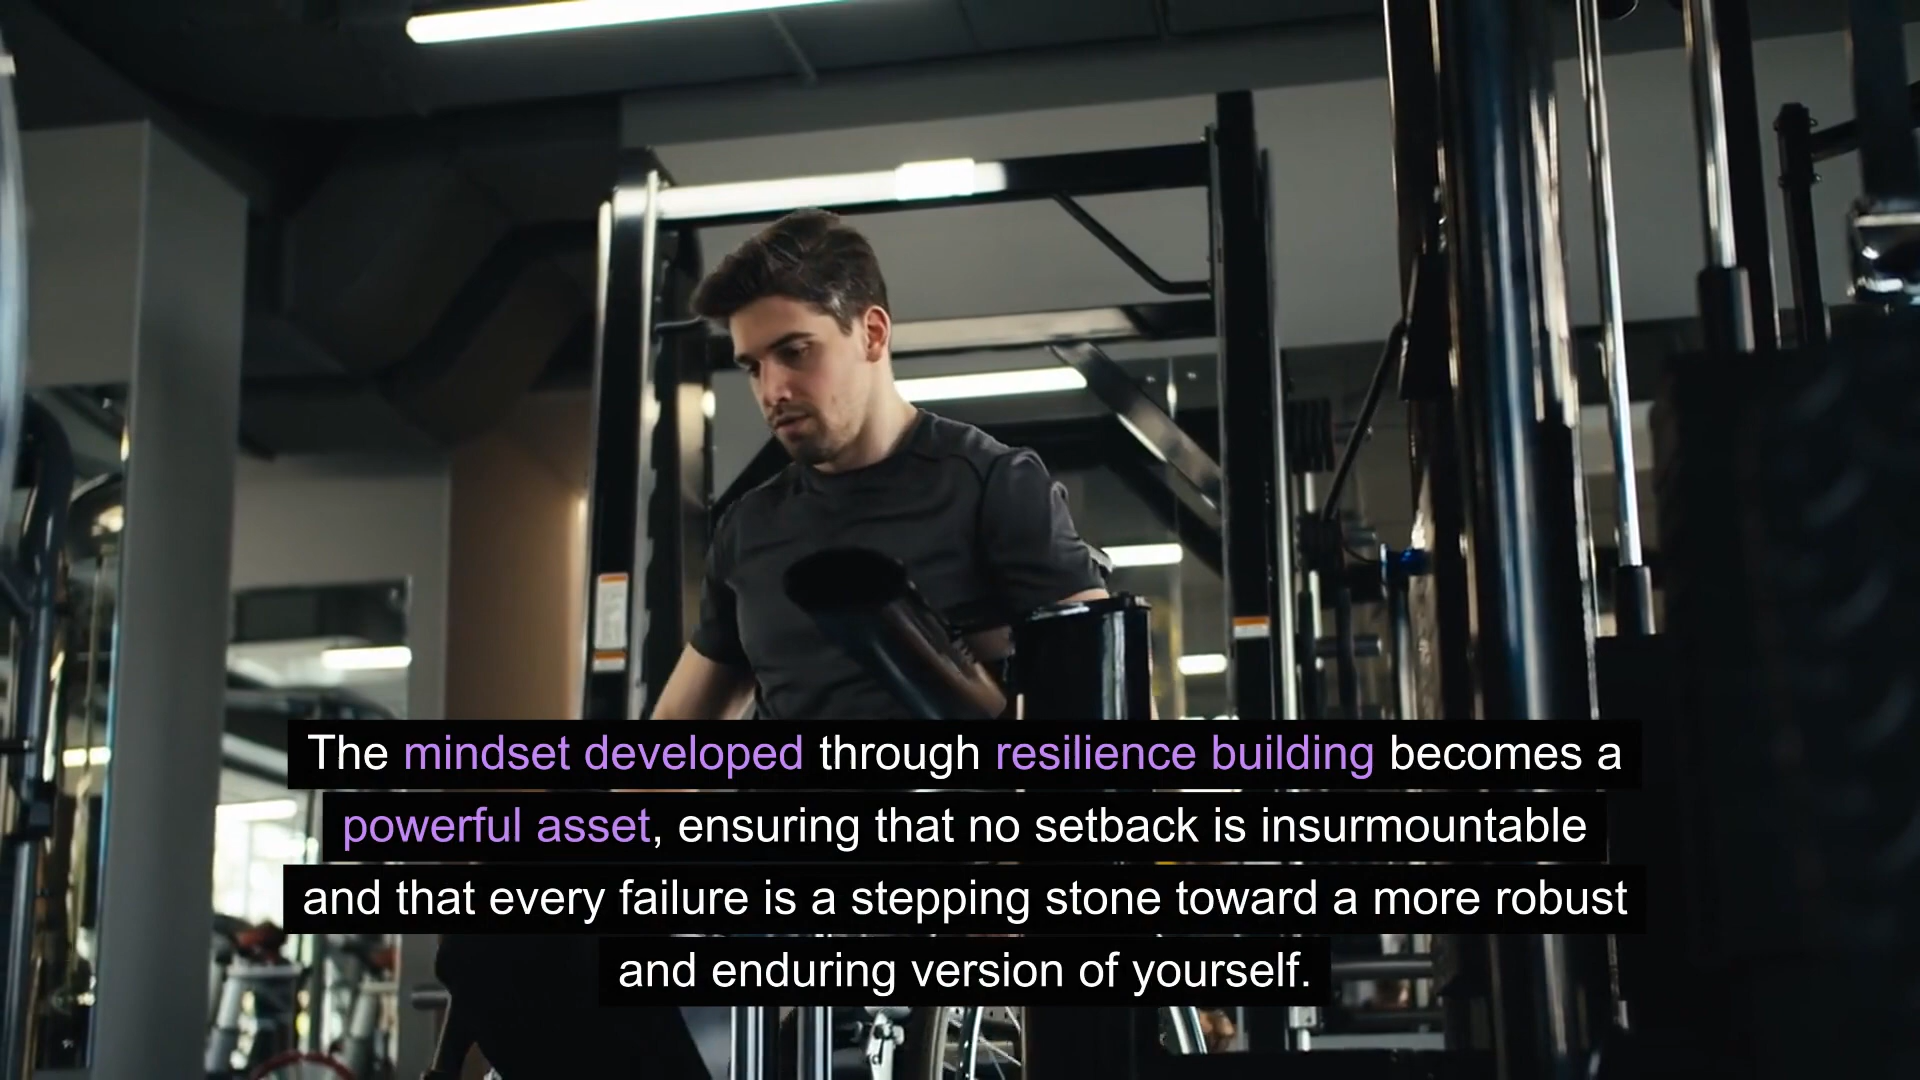 The mindset developed through resilience building becomes a
powerful asset, ensuring that no setback is insurmountable
and that every failure is a stepping stone toward a more robust
and enduring version of yourself.